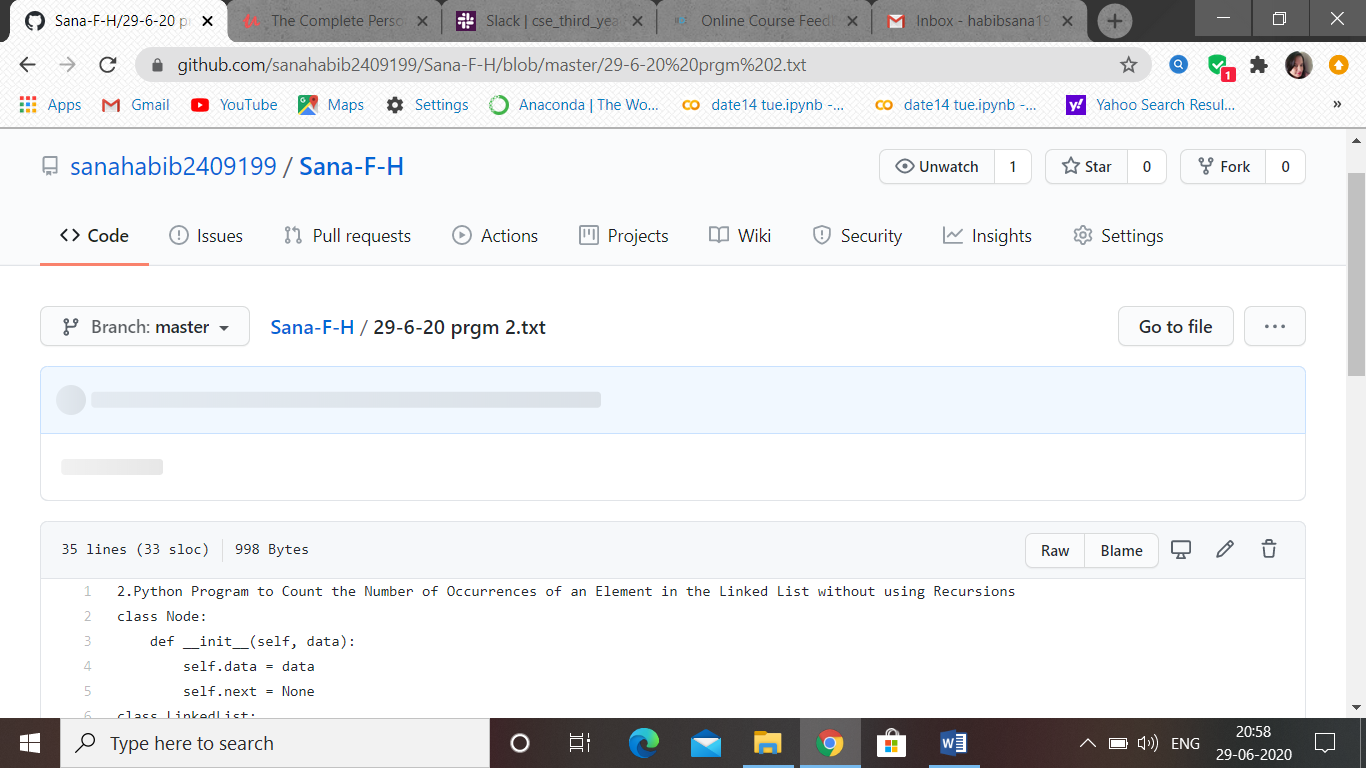 Sana-F-H/29-6-20 pr
The Complete Perso
Slack | cse_third_yea
Online Course Feed
Inbox - habibsana19
github.com/sanahabib2409199/Sana-F-H/blob/master/29-6-20%20prgm%202.txt
1
Apps
Gmail
YouTube
Maps
Settings
Anaconda | The Wo...
date14 tue.ipynb -...
date14 tue.ipynb -...
Yahoo Search Resul...
»
sanahabib2409199 / Sana-F-H
Unwatch 1
Star 0
Fork 0
Code
Issues
Pull requests
Actions
Projects
Wiki
Security
Insights
Settings
Branch: master
Sana-F-H / 29-6-20 prgm 2.txt
Go to file
...
35 lines (33 sloc) 998 Bytes
Raw
Blame
1 2.Python Program to Count the Number of Occurrences of an Element in the Linked List without using Recursions
2 class Node:
3     def __init__(self, data):
4         self.data = data
5         self.next = None
6 class LinkedList:
Type here to search
ENG
20:58
29-06-2020